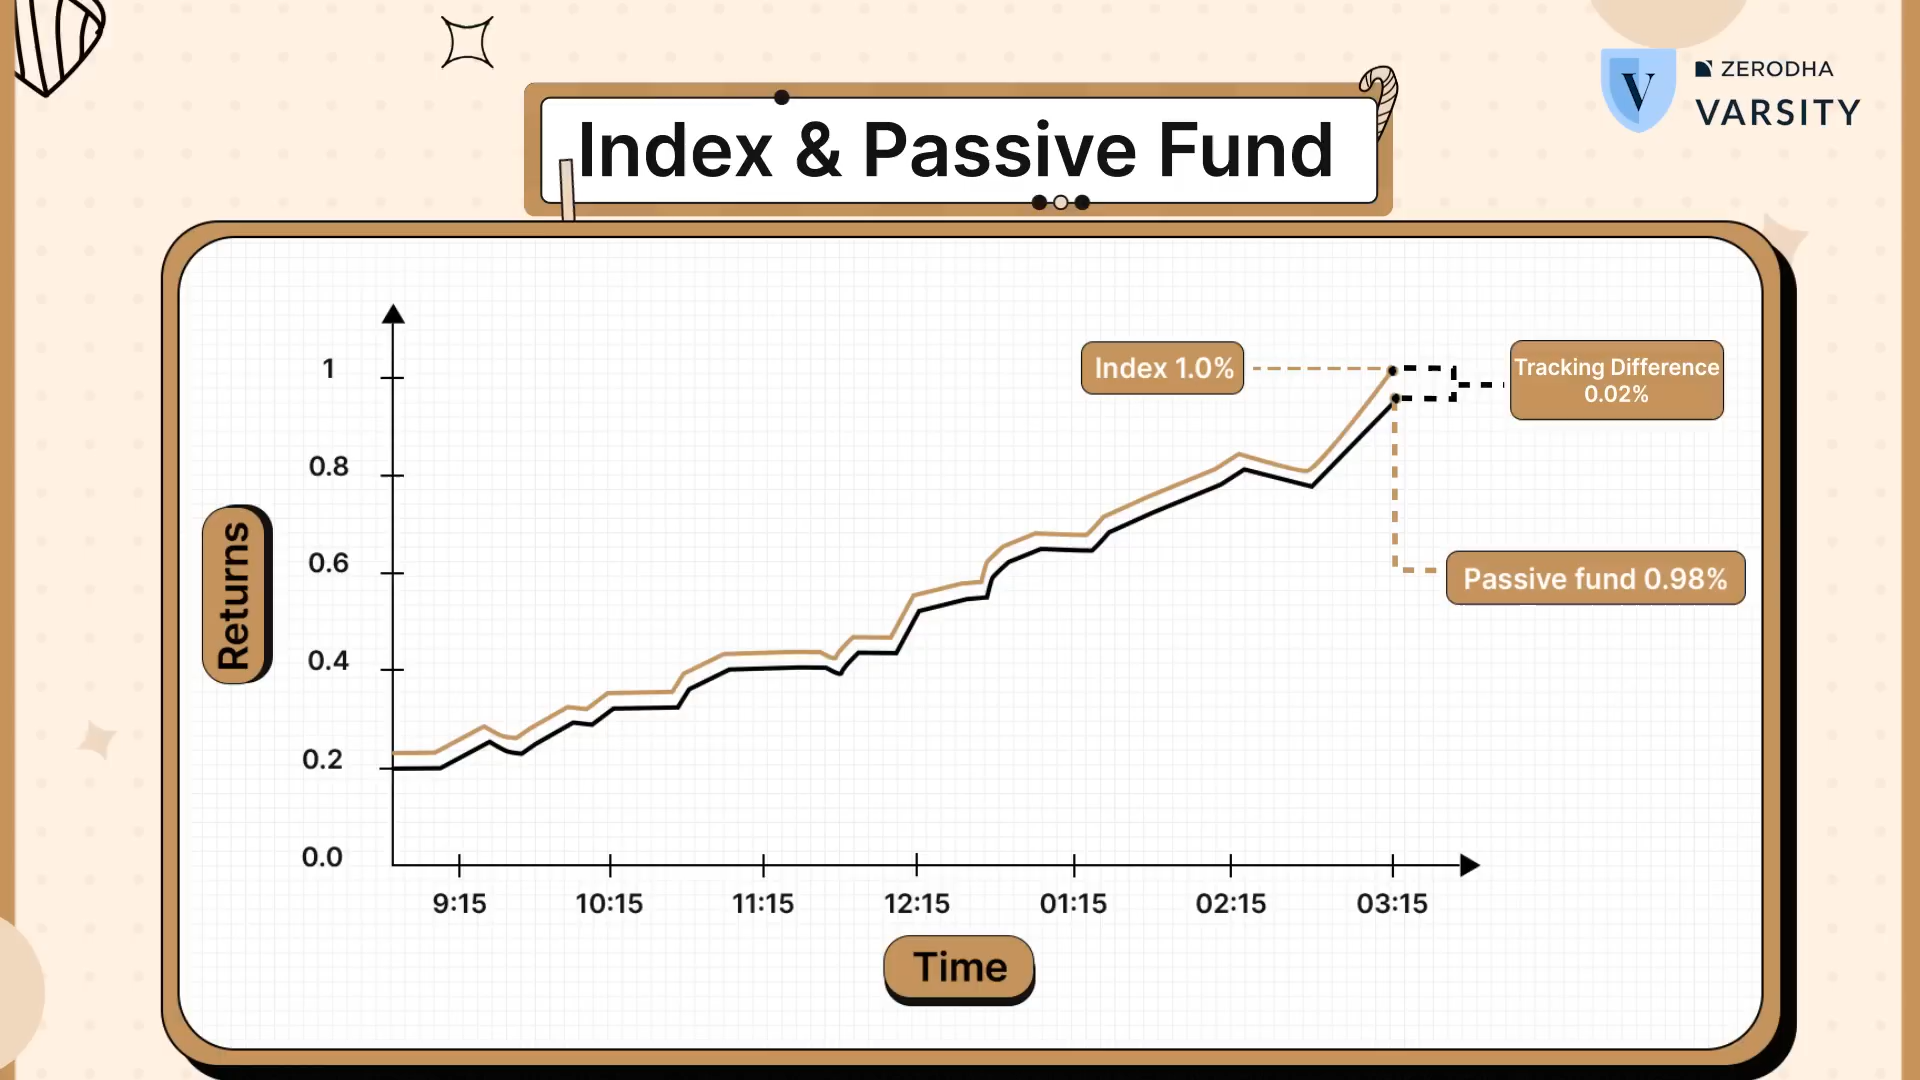 ZERODHA
V
VARSITY
Index & Passive Fund
1
0.8
0.6
0.4
0.2
0.0
Returns
Index 1.0%
Tracking Difference
0.02%
Passive fund 0.98%
9:15
10:15
11:15
12:15
01:15
02:15
03:15
Time